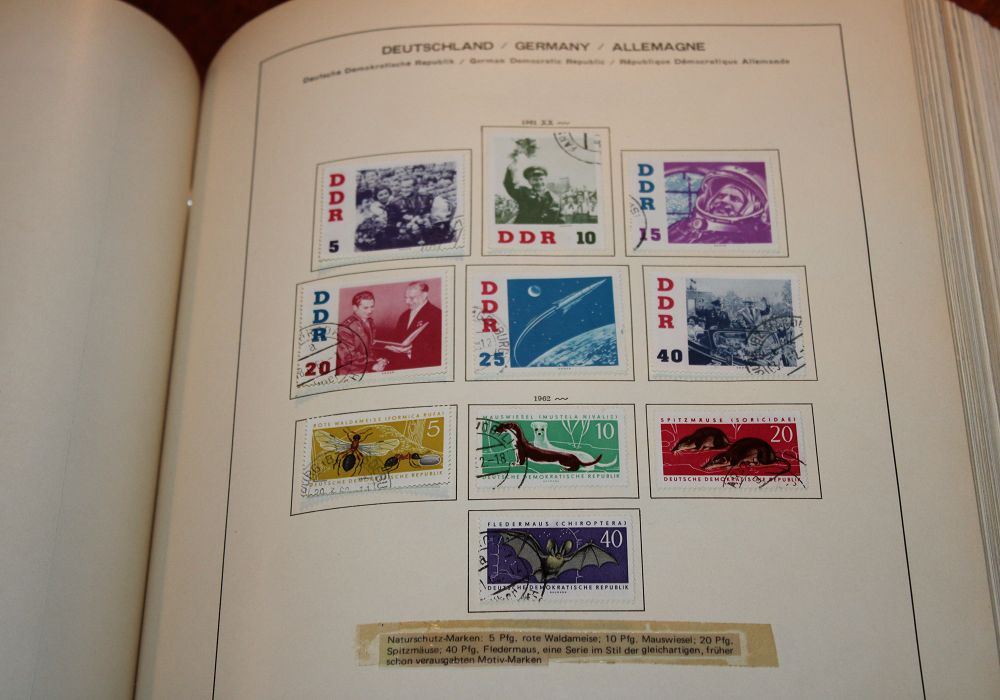 DEUTSCHLAND / GERMANY / ALLEMAGNE
Deutsche Demokratische Republik / German Democratic Republic / République Démocratique Allemande
1961 XX
DDR
5
DDR 10
DDR
15
DDR
20
DDR
25
DDR
40
1962
ROTE WALDAMEISE (FORMICA RUFA)
5
DEUTSCHE DEMOKRATISCHE REPUBLIK
MAUSWIESEL (MUSTELA NIVALIS)
10
DEUTSCHE DEMOKRATISCHE REPUBLIK
SPITZMÄUSE (SORICIDAE)
20
DEUTSCHE DEMOKRATISCHE REPUBLIK
FLEDERMAUS (CHIROPTERA)
40
DEUTSCHE DEMOKRATISCHE REPUBLIK
Naturschutz-Marken: 5 Pfg. rote Waldameise; 10 Pfg. Mauswiesel; 20 Pfg.
Spitzmäuse; 40 Pfg. Fledermaus, eine Serie im Stil der gleichartigen, früher
schon verausgabten Motiv-Marken